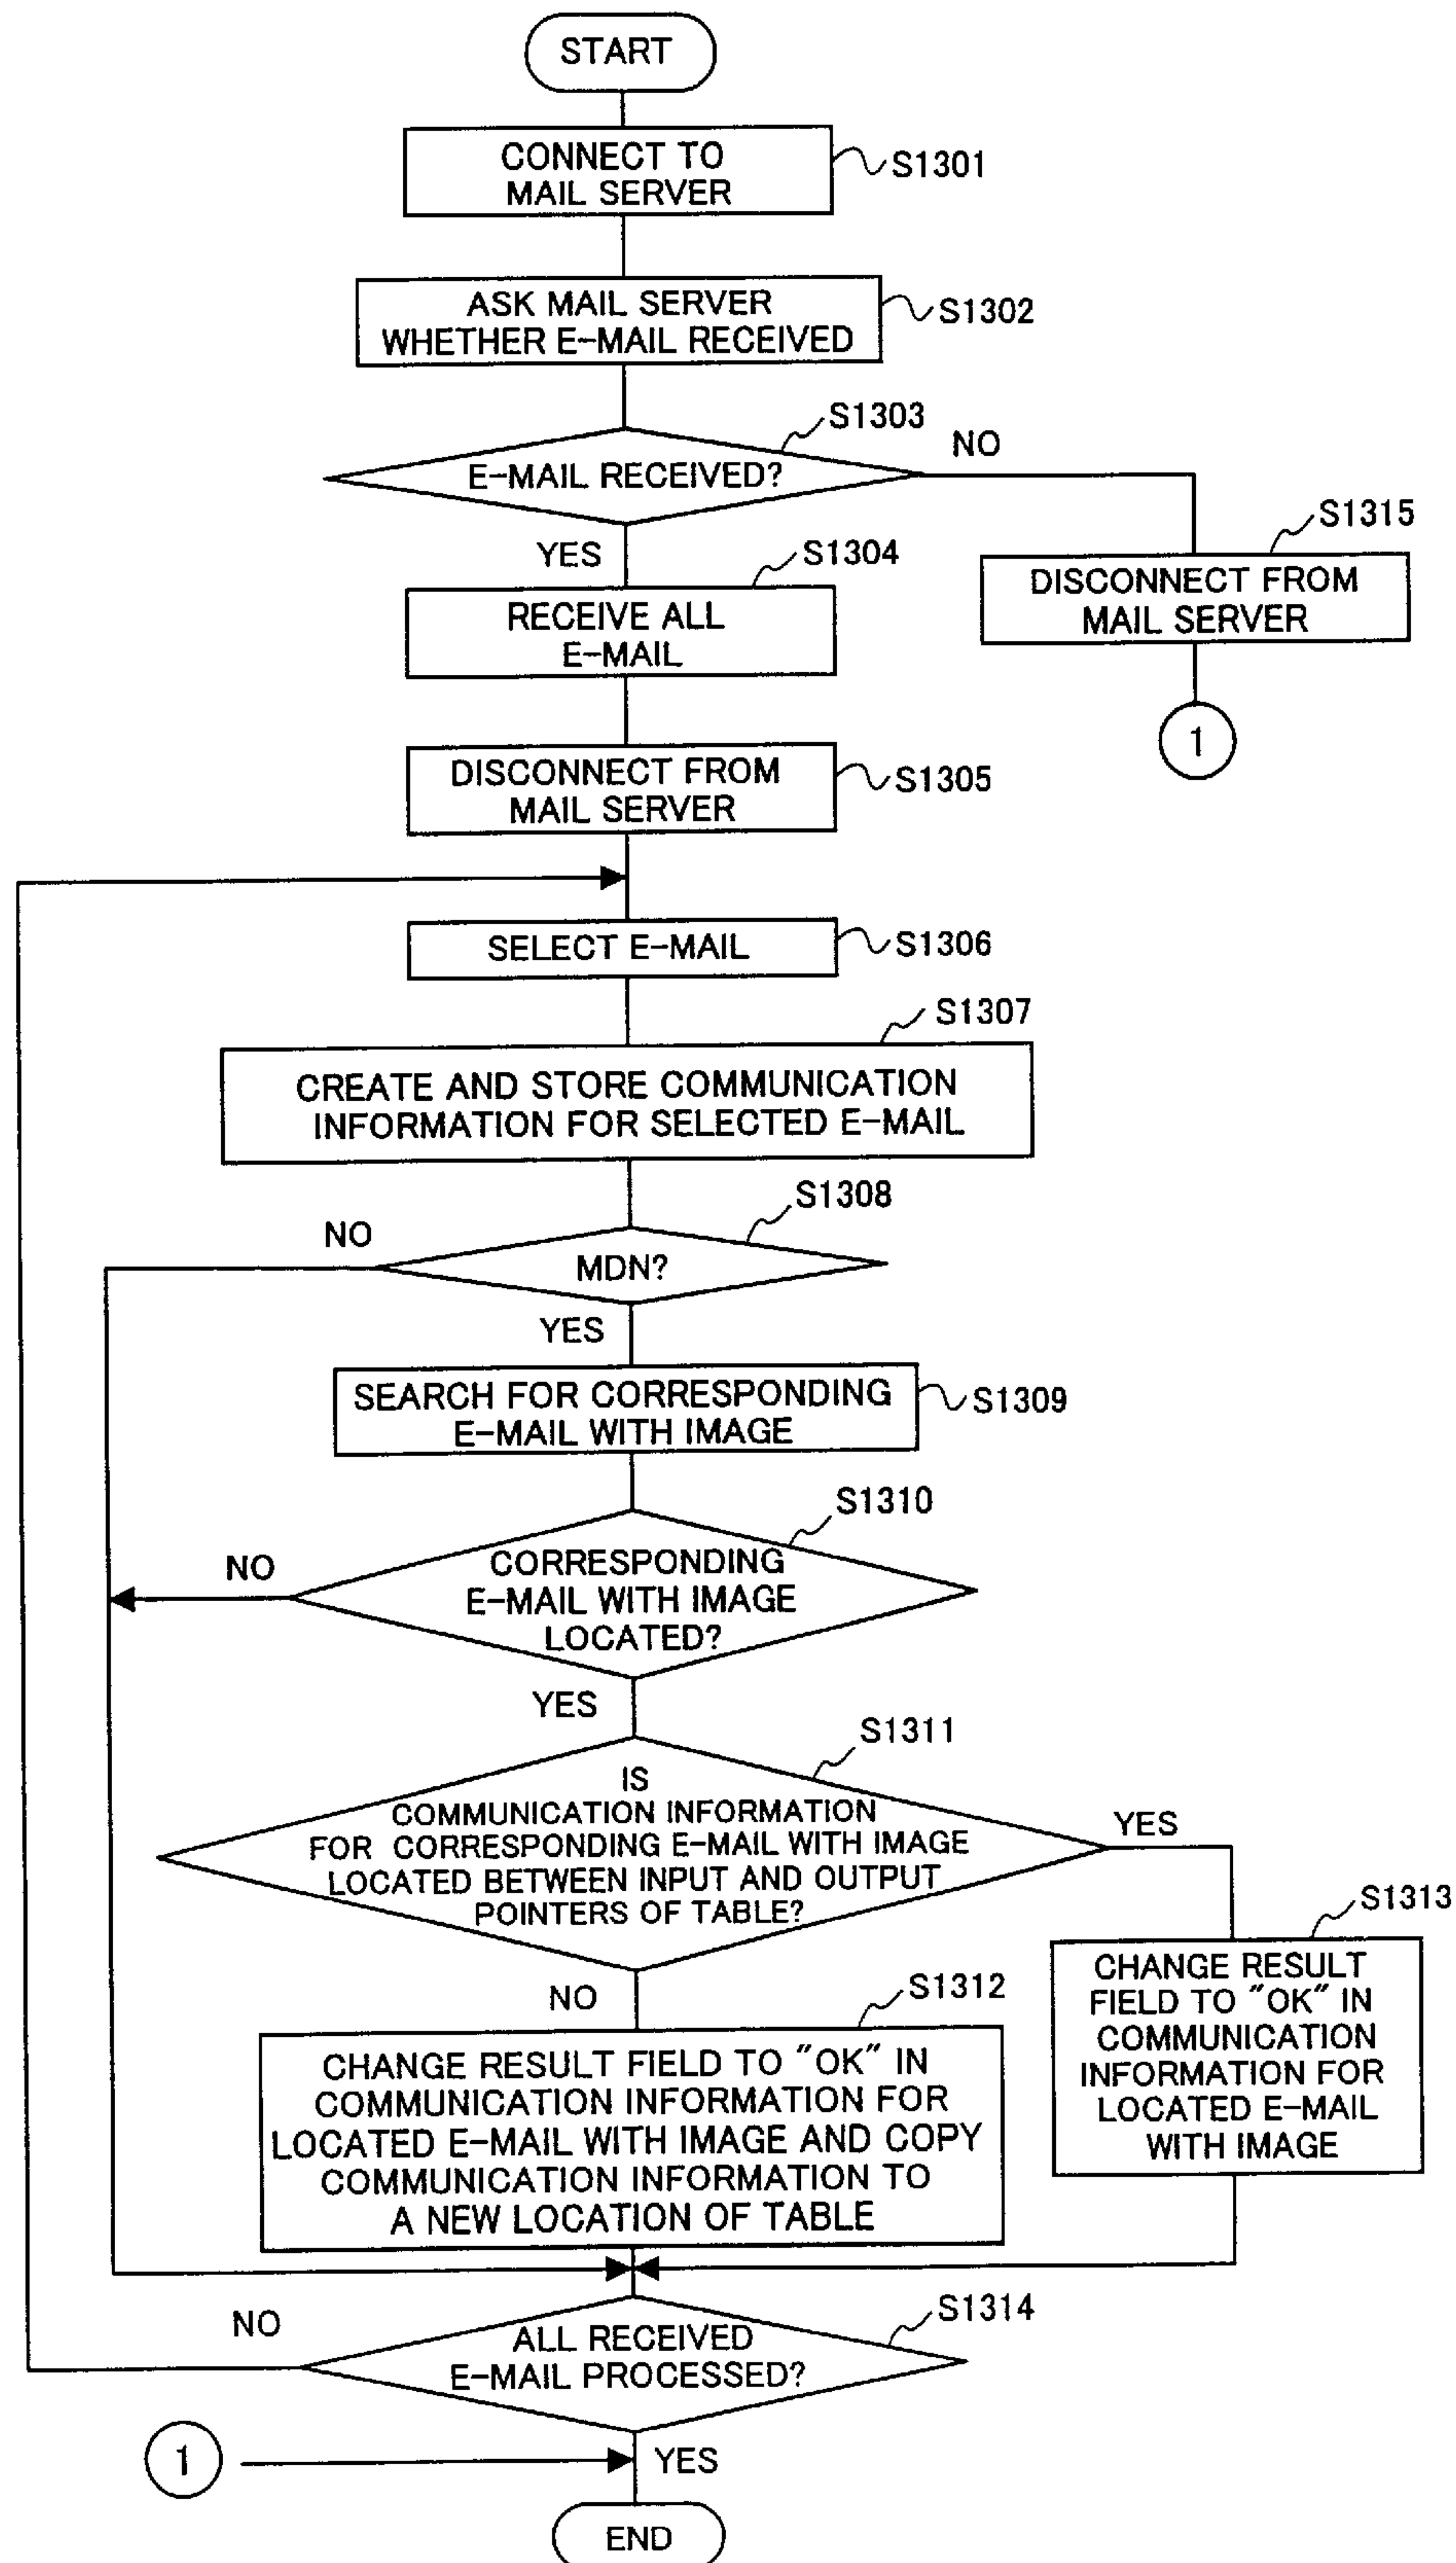 START
CONNECT TO
MAIL SERVER
S1301
ASK MAIL SERVER
WHETHER E-MAIL RECEIVED
S1302
S1303
E-MAIL RECEIVED?
NO
YES
S1304
RECEIVE ALL
E-MAIL
S1315
DISCONNECT FROM
MAIL SERVER
1
DISCONNECT FROM
MAIL SERVER
S1305
SELECT E-MAIL
S1306
S1307
CREATE AND STORE COMMUNICATION
INFORMATION FOR SELECTED E-MAIL
S1308
NO
MDN?
YES
SEARCH FOR CORRESPONDING
E-MAIL WITH IMAGE
S1309
S1310
NO
CORRESPONDING
E-MAIL WITH IMAGE
LOCATED?
YES
S1311
IS
COMMUNICATION INFORMATION
FOR CORRESPONDING E-MAIL WITH IMAGE
LOCATED BETWEEN INPUT AND OUTPUT
POINTERS OF TABLE?
YES
S1313
CHANGE RESULT
FIELD TO "OK" IN
COMMUNICATION
INFORMATION FOR
LOCATED E-MAIL
WITH IMAGE
NO
S1312
CHANGE RESULT FIELD TO "OK" IN
COMMUNICATION INFORMATION FOR
LOCATED E-MAIL WITH IMAGE AND COPY
COMMUNICATION INFORMATION TO
A NEW LOCATION OF TABLE
NO
S1314
ALL RECEIVED
E-MAIL PROCESSED?
1
YES
END